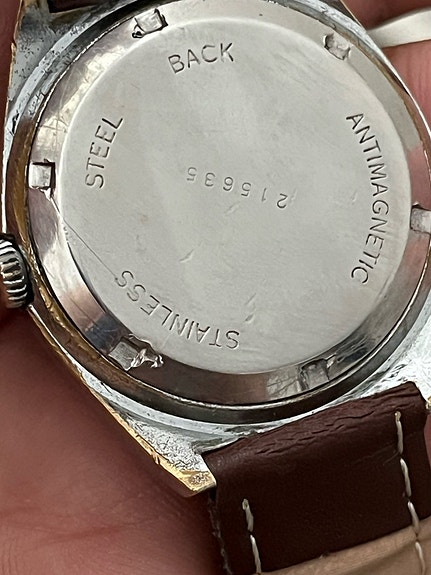 STAINLESS STEEL BACK
ANTIMAGNETIC
215635